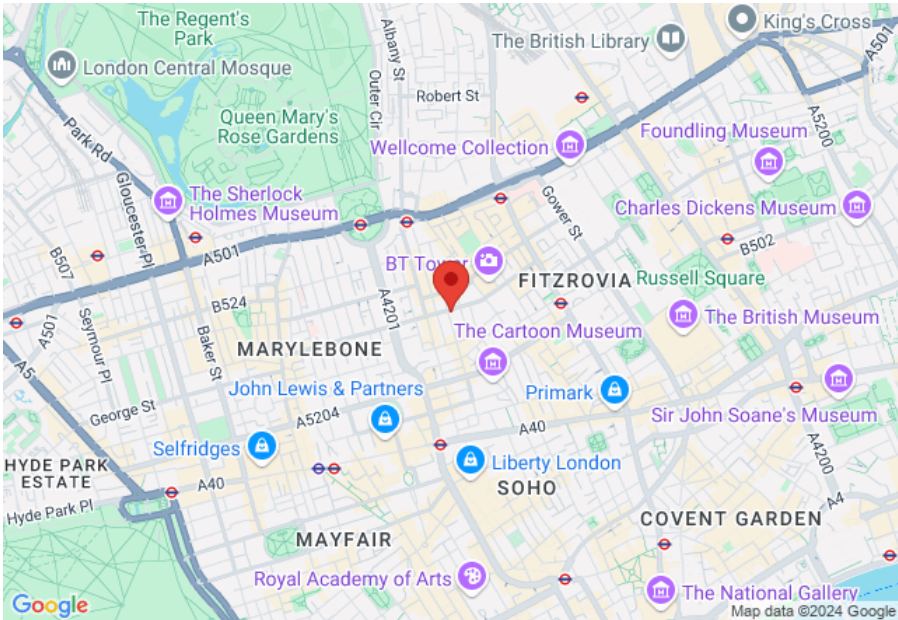 The Regent's
Park
King's Cross
The British Library
A501
London Central Mosque
Albany St
Outer Cir
Robert St
Queen Mary's
Rose Gardens
Park Rd
Wellcome Collection
Foundling Museum
A5200
The Sherlock
Holmes Museum
Gloucester Pl
Gower St
Charles Dickens Museum
B507
A501
B502
BT Tower
FITZROVIA
Russell Square
B524
A4201
A501
Seymour Pl
Baker St
MARYLEBONE
The Cartoon Museum
The British Museum
A5
John Lewis & Partners
Primark
George St
A5204
Sir John Soane's Museum
A40
Selfridges
Liberty London
A4200
HYDE PARK
ESTATE
A40
SOHO
A4
Hyde Park Pl
COVENT GARDEN
MAYFAIR
Royal Academy of Arts
The National Gallery
Google
Map data ©2024 Google